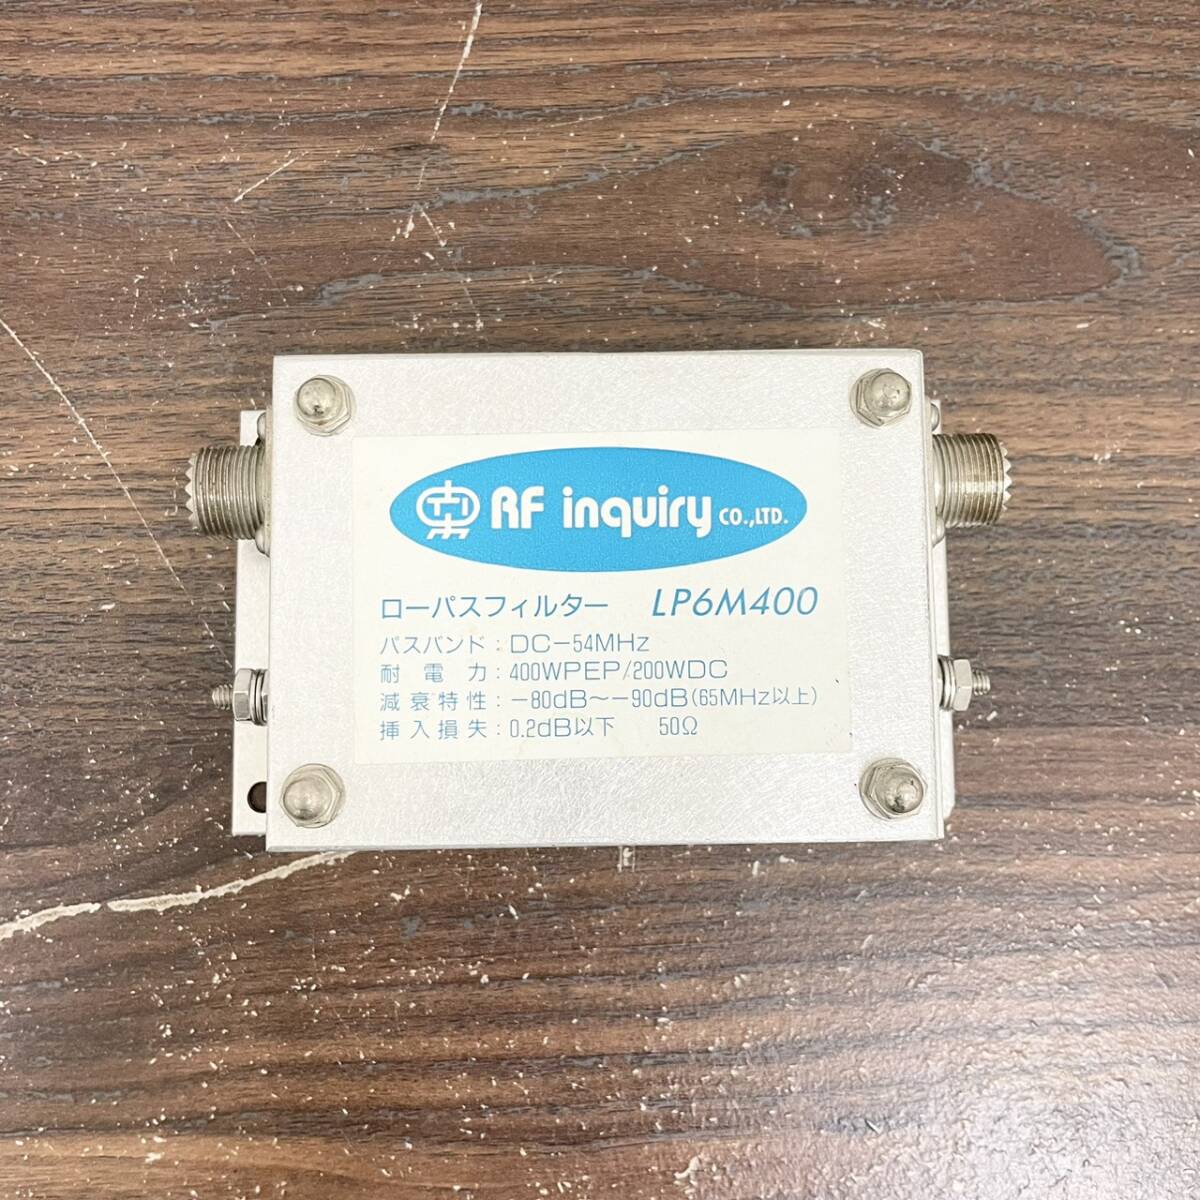 RF inquiry CO.,LTD.
ローパスフィルター LP6M400
パスバンド：DC－54MHz
耐電力：400WPEP/200WDC
減衰特性：－80dB～－90dB(65MHz以上)
挿入損失：0.2dB以下 50Ω